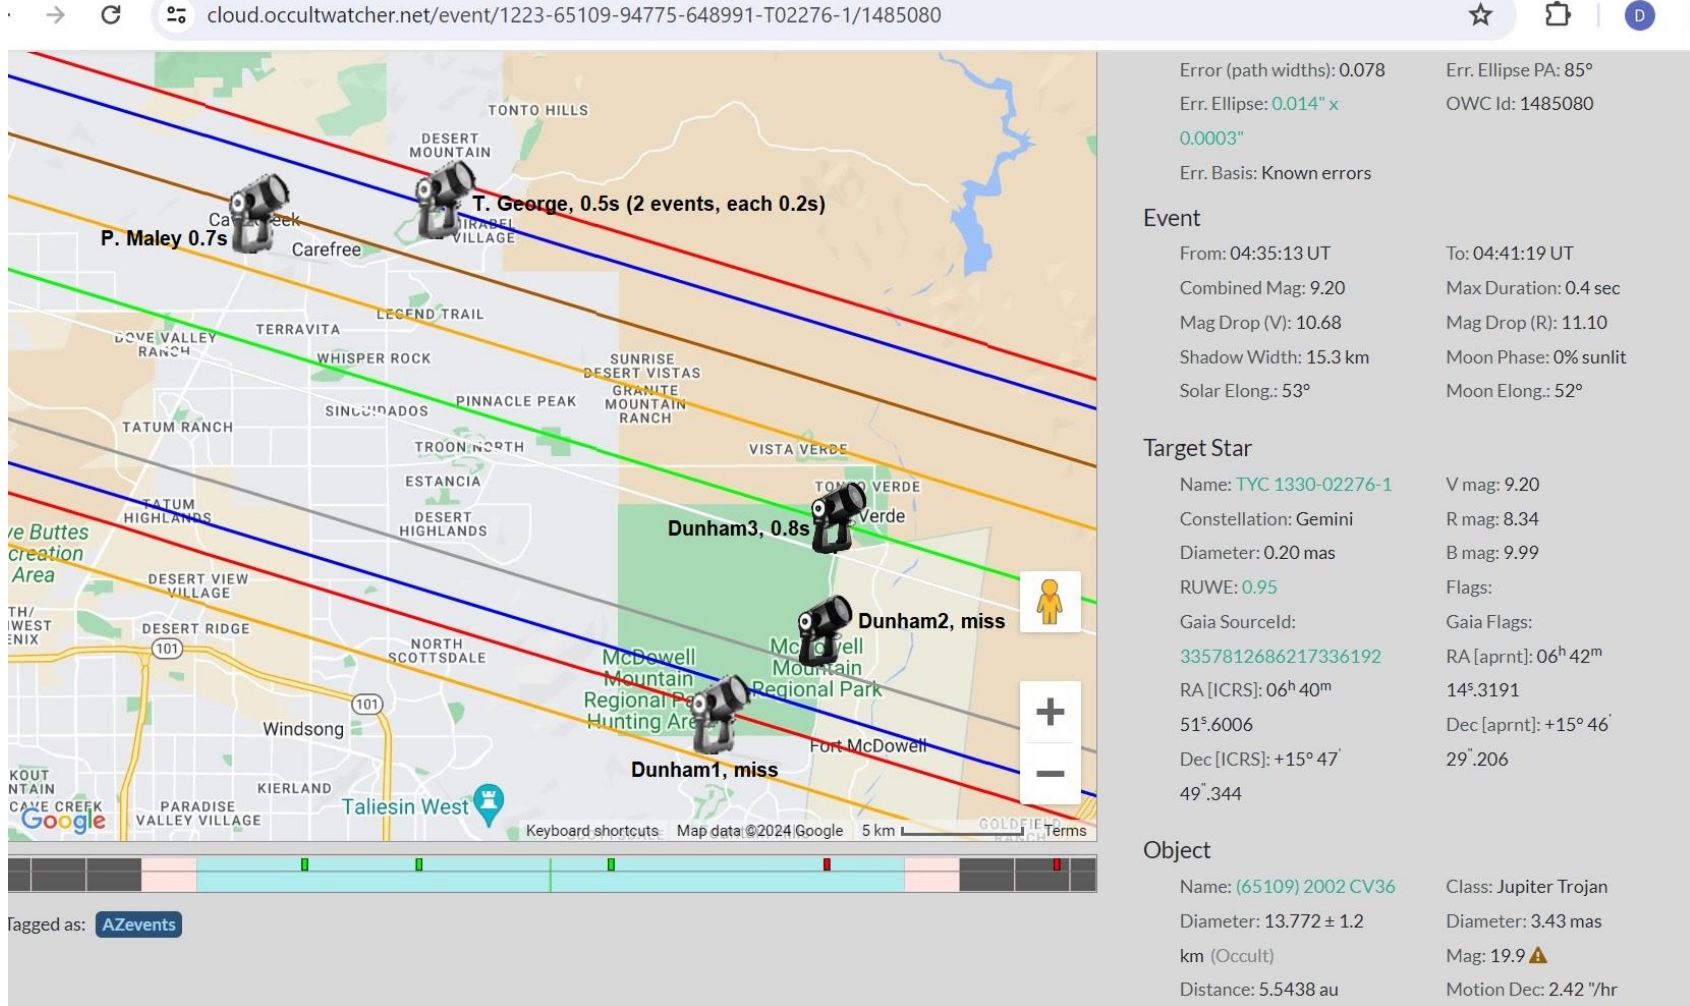 cloud.occultwatcher.net/event/1223-65109-94775-648991-T02276-1/1485080
D
TONTO HILLS
DESERT
MOUNTAIN
T. George, 0.5s (2 events, each 0.2s)
P. Maley 0.7s
Carefree
VILLAGE
LEGEND TRAIL
TERRAVITA
DOVE VALLEY
RANCH
WHISPER ROCK
SUNRISE
DESERT VISTAS
GRANITE
MOUNTAIN
RANCH
PINNACLE PEAK
TATUM RANCH
TROON NORTH
VISTA VERDE
ESTANCIA
VERDE
Verde
TATUM
HIGHLANDS
DESERT
HIGHLANDS
Dunham3, 0.8s
Buttes
Area
DESERT VIEW
VILLAGE
Dunham2, miss
DESERT RIDGE
101
NORTH
SCOTTSDALE
McDowell
Mountain
Regional
Hunting
McDowell
Mountain
Regional Park
101
Windsong
Fort McDowell
Dunham1, miss
KIERLAND
CAVE CREEK
PARADISE
VALLEY VILLAGE
Taliesin West
Google
Keyboard shortcuts
Map data ©2024 Google
5 km
Terms
Tagged as: AZevents
Error (path widths): 0.078
Err. Ellipse PA: 85°
Err. Ellipse: 0.014" x
0.0003"
OWC Id: 1485080
Err. Basis: Known errors
Event
From: 04:35:13 UT
To: 04:41:19 UT
Combined Mag: 9.20
Max Duration: 0.4 sec
Mag Drop (V): 10.68
Mag Drop (R): 11.10
Shadow Width: 15.3 km
Moon Phase: 0% sunlit
Solar Elong.: 53°
Moon Elong.: 52°
Target Star
Name: TYC 1330-02276-1
V mag: 9.20
Constellation: Gemini
R mag: 8.34
Diameter: 0.20 mas
B mag: 9.99
RUWE: 0.95
Flags:
Gaia SourceId:
3357812686217336192
Gaia Flags:
RA [ICRS]: 06h 40m
51s.6006
RA [aprnt]: 06h 42m
14s.3191
Dec [ICRS]: +15° 47'
49".344
Dec [aprnt]: +15° 46'
29".206
Object
Name: (65109) 2002 CV36
Class: Jupiter Trojan
Diameter: 13.772 ± 1.2
km (Occult)
Diameter: 3.43 mas
Mag: 19.9
Distance: 5.5438 au
Motion Dec: 2.42 "/hr